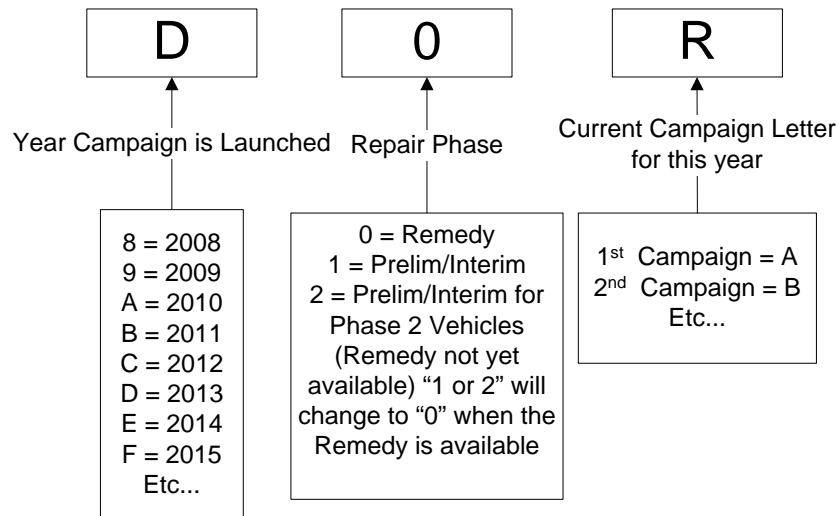 D
0
R
Year Campaign is Launched
Repair Phase
Current Campaign Letter
for this year
8 = 2008
9 = 2009
A = 2010
B = 2011
C = 2012
D = 2013
E = 2014
F = 2015
Etc...
0 = Remedy
1 = Prelim/Interim
2 = Prelim/Interim for
Phase 2 Vehicles
(Remedy not yet
available) “1 or 2” will
change to “0” when the
Remedy is available
1st Campaign = A
2nd Campaign = B
Etc...